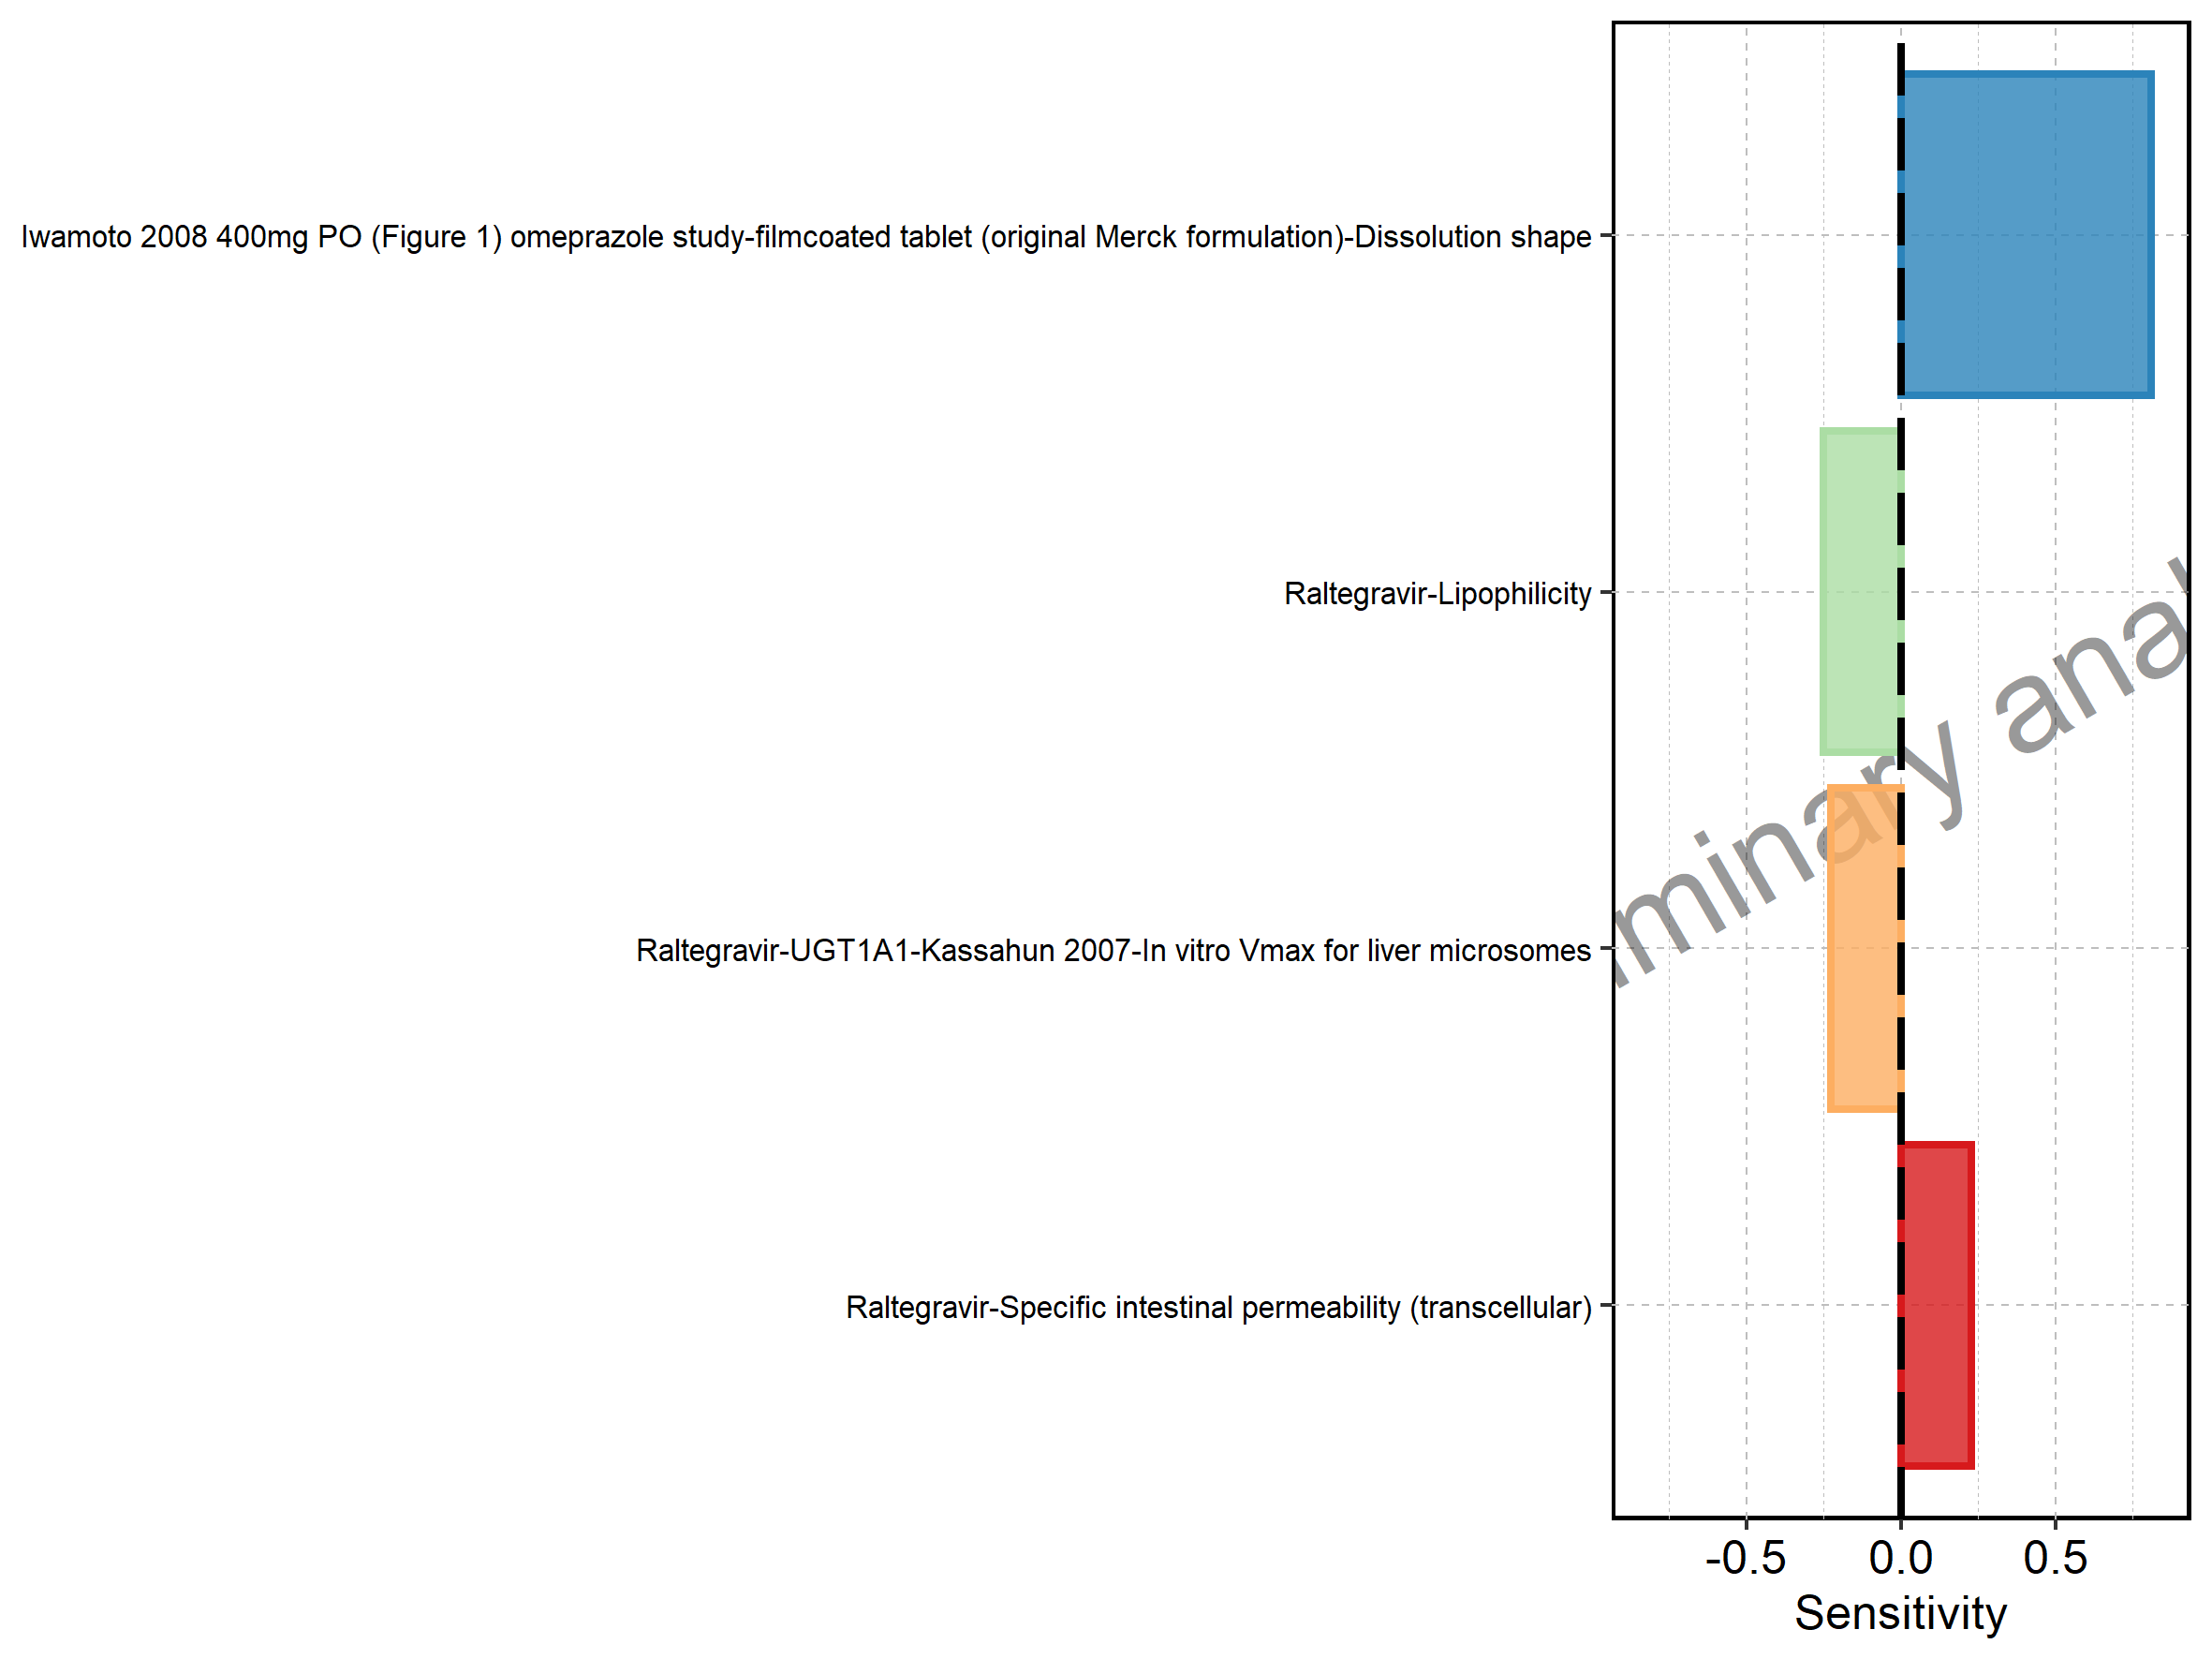 Iwamoto 2008 400mg PO (Figure 1) omeprazole study-filmcoated tablet (original Merck formulation)-Dissolution shape
Raltegravir-Lipophilicity
Raltegravir-UGT1A1-Kassahun 2007-In vitro Vmax for liver microsomes
Raltegravir-Specific intestinal permeability (transcellular)
minary anal
-0.5 0.0 0.5
Sensitivity